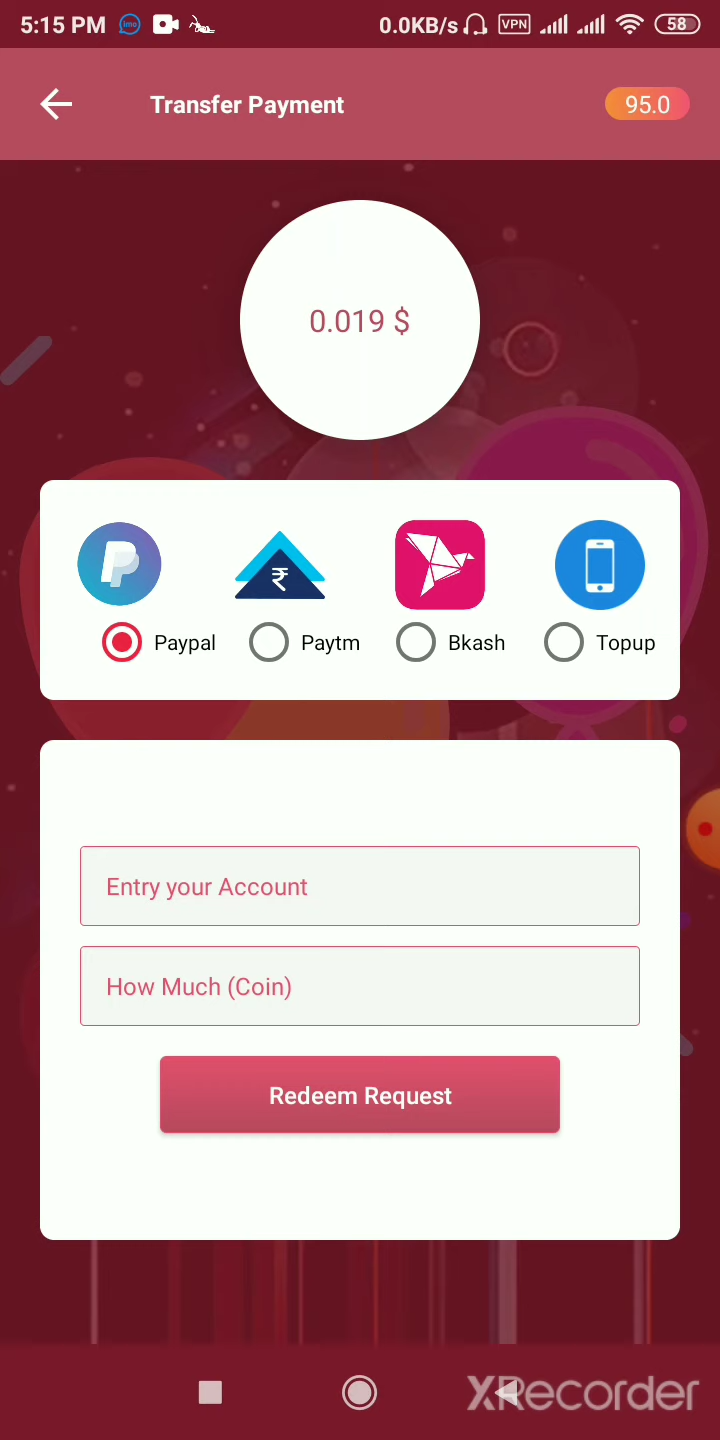 5:15 PM imo 0.0KB/s VPN 58
Transfer Payment 95.0
0.019 $
₹
Paypal Paytm Bkash Topup
Entry your Account
How Much (Coin)
Redeem Request
XRecorder